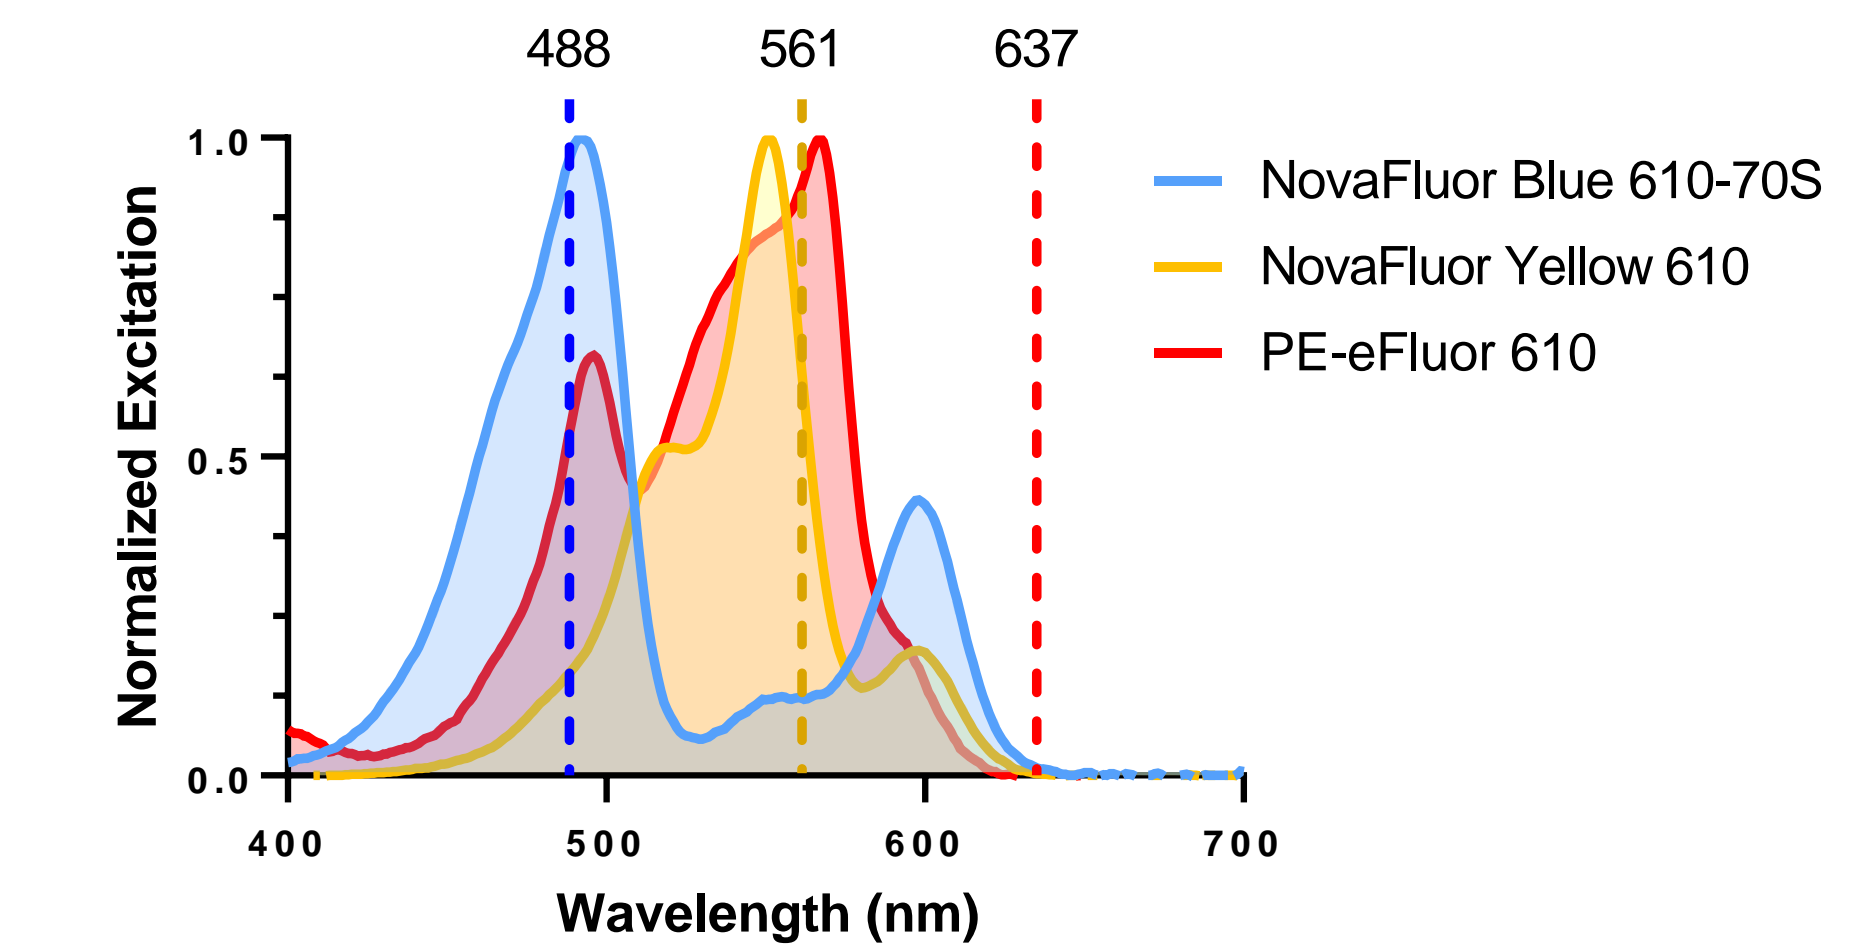 488 561 637
1.0
0.5
0.0
Normalized Excitation
400 500 600 700
Wavelength (nm)
NovaFluor Blue 610-70S
NovaFluor Yellow 610
PE-eFluor 610